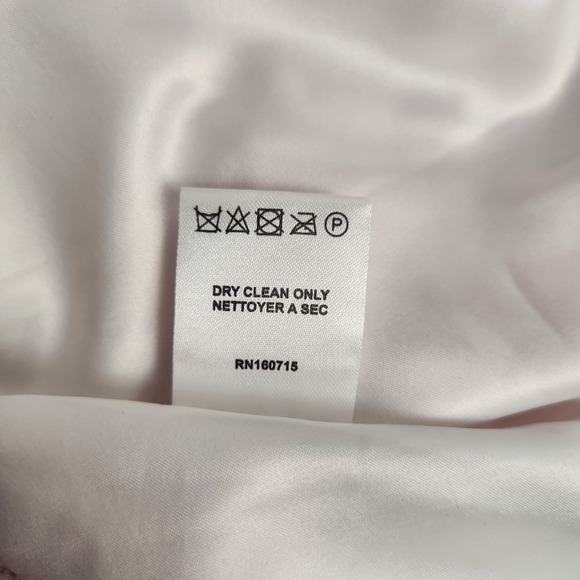 P
DRY CLEAN ONLY
NETTOYER A SEC
RN160715